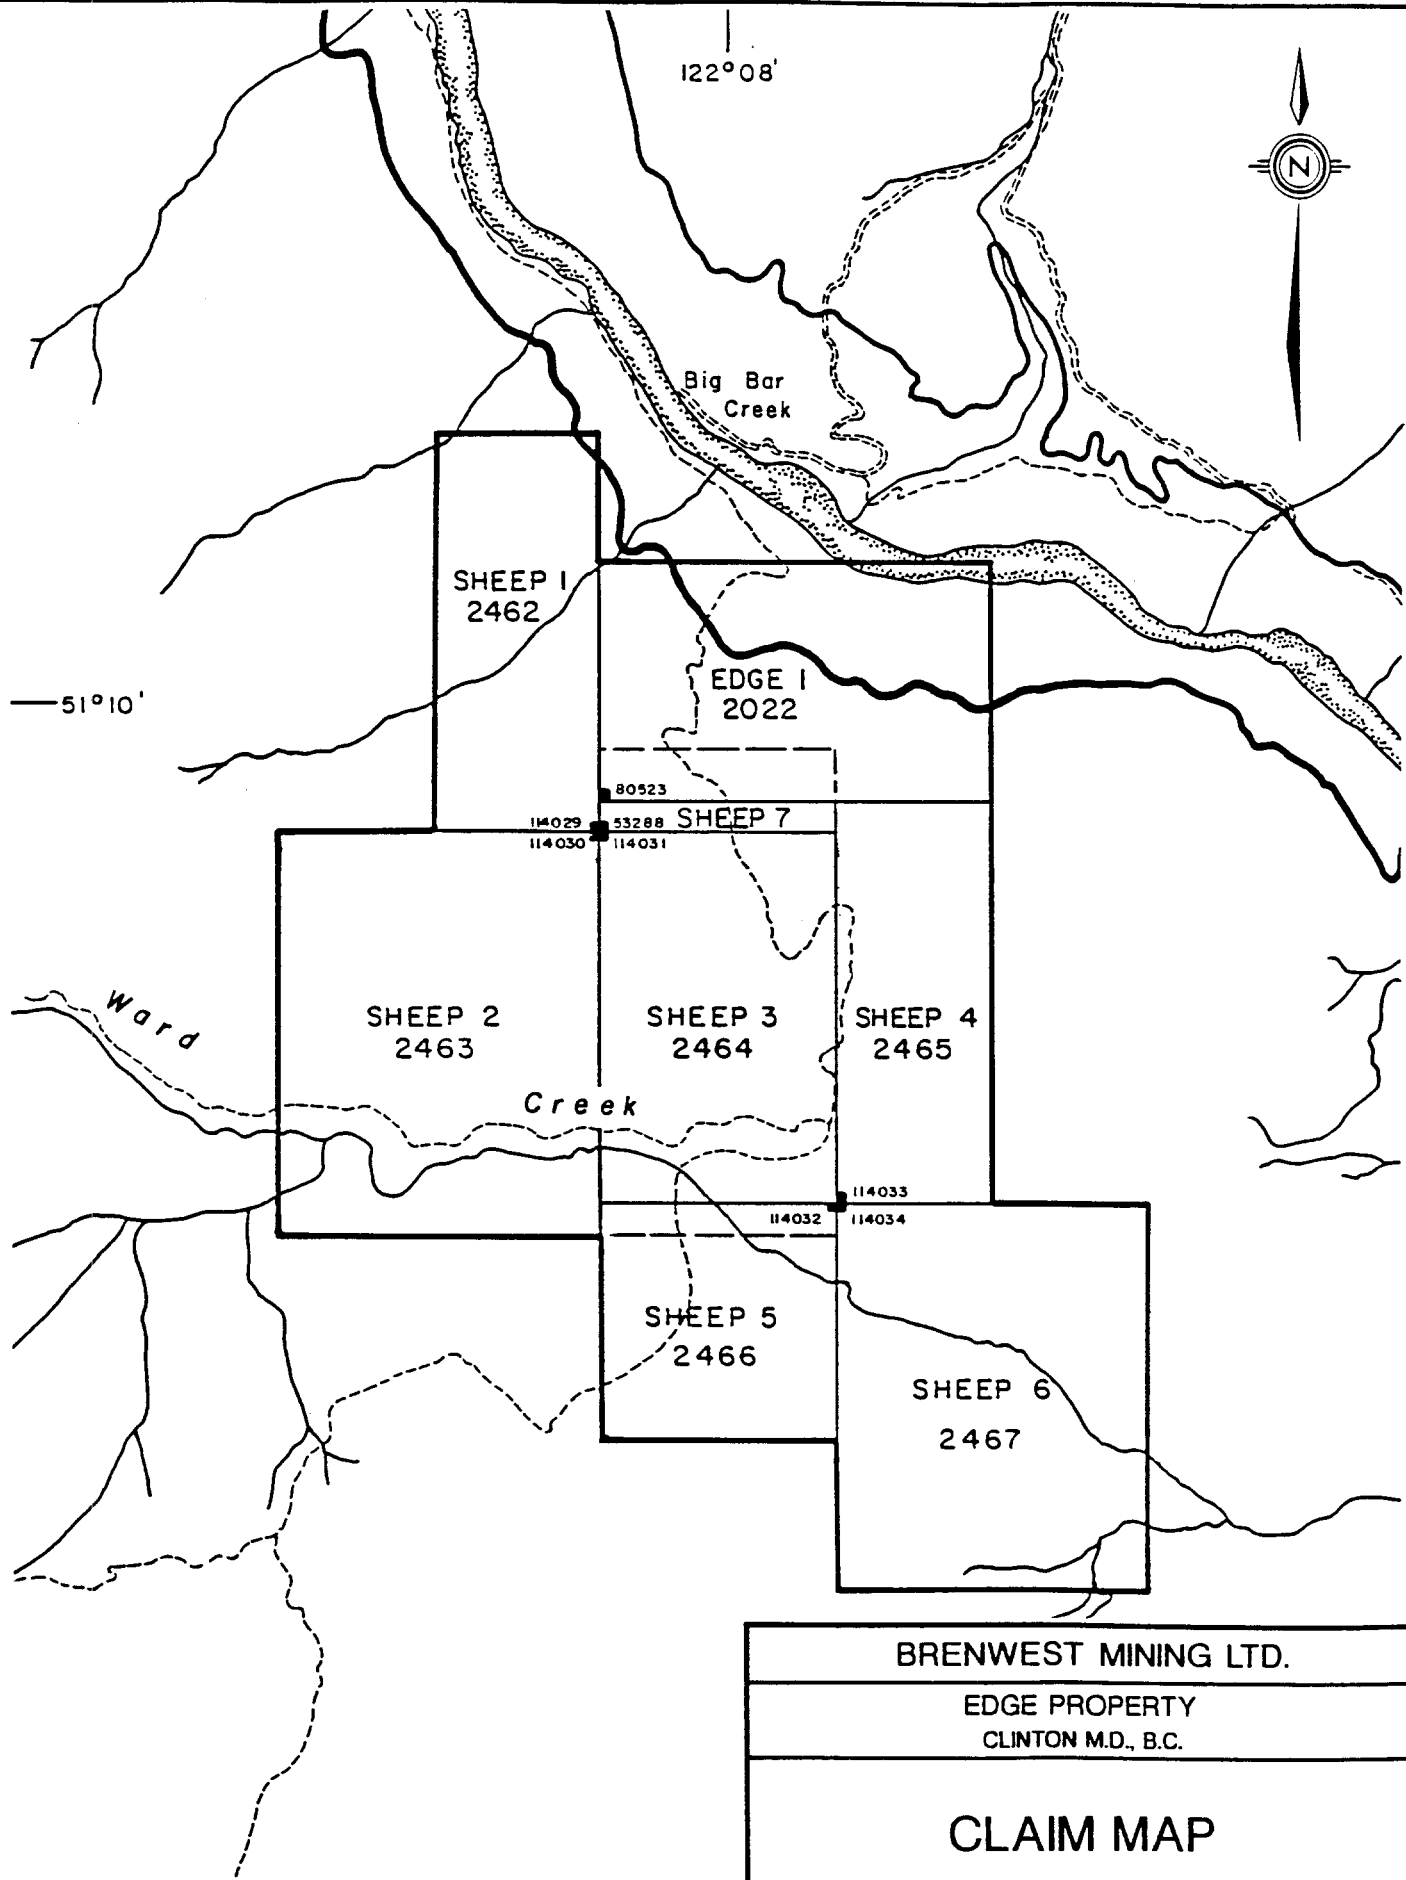 122°08'
N
Big Bar
Creek
SHEEP 1
2462
51°10'
EDGE 1
2022
80523
114029 53288 SHEEP 7
114030 114031
Ward
SHEEP 2
2463
SHEEP 3
2464
SHEEP 4
2465
Creek
114033
114032 114034
SHEEP 5
2466
SHEEP 6
2467
BRENWEST MINING LTD.
EDGE PROPERTY
CLINTON M.D., B.C.
CLAIM MAP